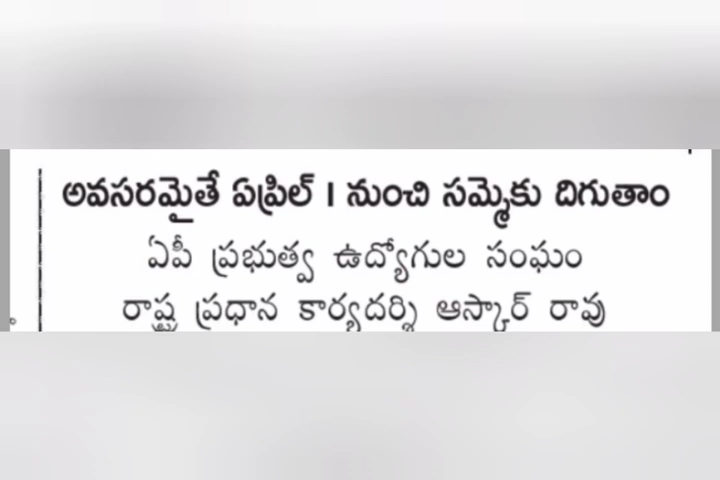 అవసరమైతే ఏప్రిల్ 1 నుంచి సమ్మెకు దిగుతాం
ఏపీ ప్రభుత్వ ఉద్యోగుల సంఘం
రాష్ట్ర ప్రధాన కార్యదర్శి ఆస్కార్ రావు